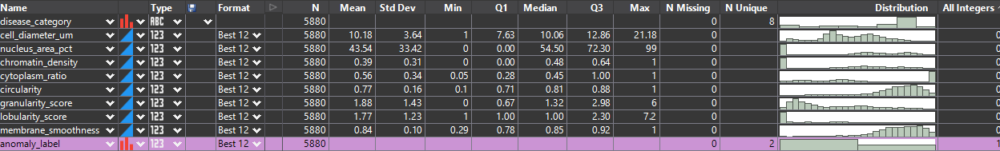 Name Type Format N Mean Std Dev Min Q1 Median Q3 Max N Missing N Unique Distribution All Integers
disease_category ABC 5880 0 8
cell_diameter_um 123 Best 12 5880 10.18 3.64 1 7.63 10.06 12.86 21.18 0 0
nucleus_area_pct 123 Best 12 5880 43.54 33.42 0 0.00 54.50 72.30 99 0 0
chromatin_density 123 Best 12 5880 0.39 0.31 0 0.00 0.48 0.64 1 0 0
cytoplasm_ratio 123 Best 12 5880 0.56 0.34 0.05 0.28 0.45 1.00 1 0 0
circularity 123 Best 12 5880 0.77 0.16 0.1 0.71 0.81 0.88 1 0 0
granularity_score 123 Best 12 5880 1.88 1.43 0 0.67 1.32 2.98 6 0 0
lobularity_score 123 Best 12 5880 1.77 1.23 1 1.00 1.00 2.30 7.2 0 0
membrane_smoothness 123 Best 12 5880 0.84 0.10 0.29 0.78 0.85 0.92 1 0 0
anomaly_label 123 Best 12 5880 0 2 1